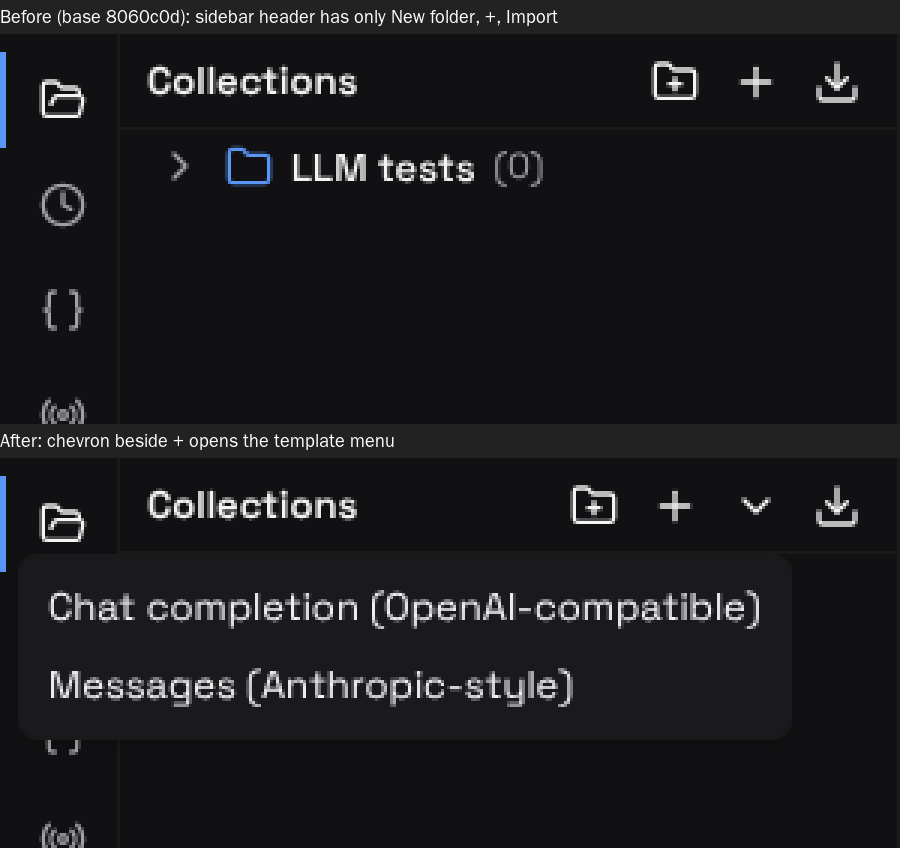 Before (base 8060c0d): sidebar header has only New folder, +, Import
Collections
LLM tests (0)
After: chevron beside + opens the template menu
Collections
Chat completion (OpenAI-compatible)
Messages (Anthropic-style)